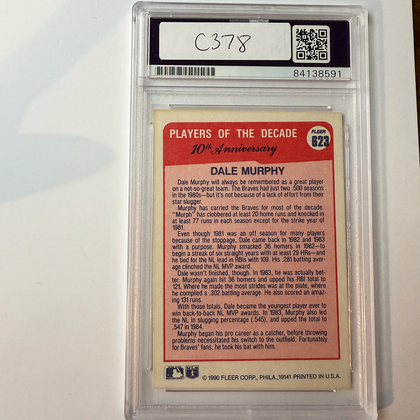 C378
84138591
PLAYERS OF THE DECADE
10th Anniversary
FLEER
623
DALE MURPHY
Dale Murphy will always be remembered as a great player
on a not-so-great team. The Braves had just two .500 seasons
in the 1980s—but it's not because of a lack of effort from their
star slugger.
Murphy has carried the Braves for most of the decade.
"Murph" has clobbered at least 20 home runs and knocked in
at least 77 runs in each season except for the strike year of
1981.
Even though 1981 was an off season for many players
because of the stoppage, Dale came back in 1982 and 1983
with a purpose. Murphy smacked 36 homers in 1982—to
begin a streak of six straight years with at least 29 HRs—and
he tied for the NL lead in RBIs with 109. His .281 batting aver-
age clinched the NL MVP award.
Dale wasn't finished, though. In 1983, he was actually bet-
ter. Murphy again hit 36 homers and upped his RBI total to
121. Where he made the most strides was at the plate, where
he compiled a .302 batting average. He also scored an amaz-
ing 131 runs.
With those totals, Dale became the youngest player ever to
win back-to-back NL MVP awards. In 1983, Murphy also led
the NL in slugging percentage (.545), and upped the total to
.547 in 1984.
Murphy began his pro career as a catcher, before throwing
problems necessitated his switch to the outfield. Fortunately
for Braves' fans, he took his bat with him.
© 1990 FLEER CORP., PHILA., 19141 PRINTED IN U.S.A.